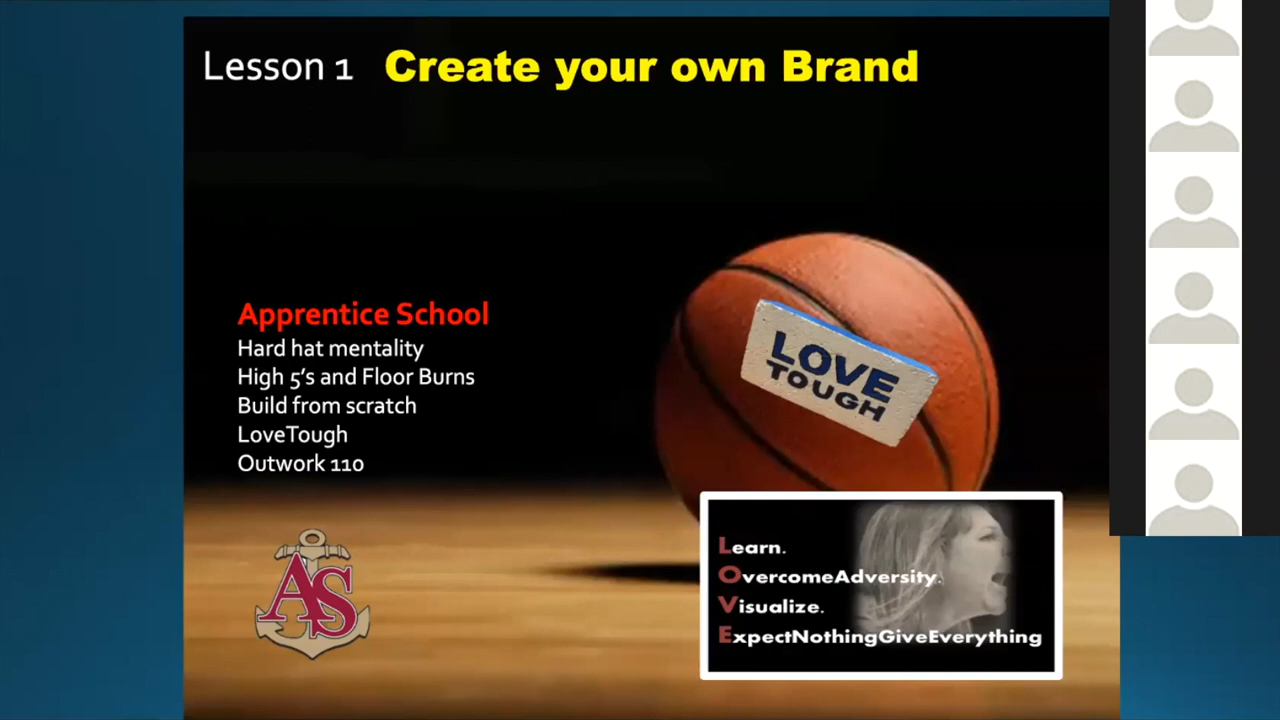 Lesson 1 Create your own Brand
Apprentice School
Hard hat mentality
High 5's and Floor Burns
Build from scratch
LoveTough
Outwork 110
LOVE
TOUGH
AS
Learn.
OvercomeAdversity.
Visualize.
ExpectNothingGiveEverything